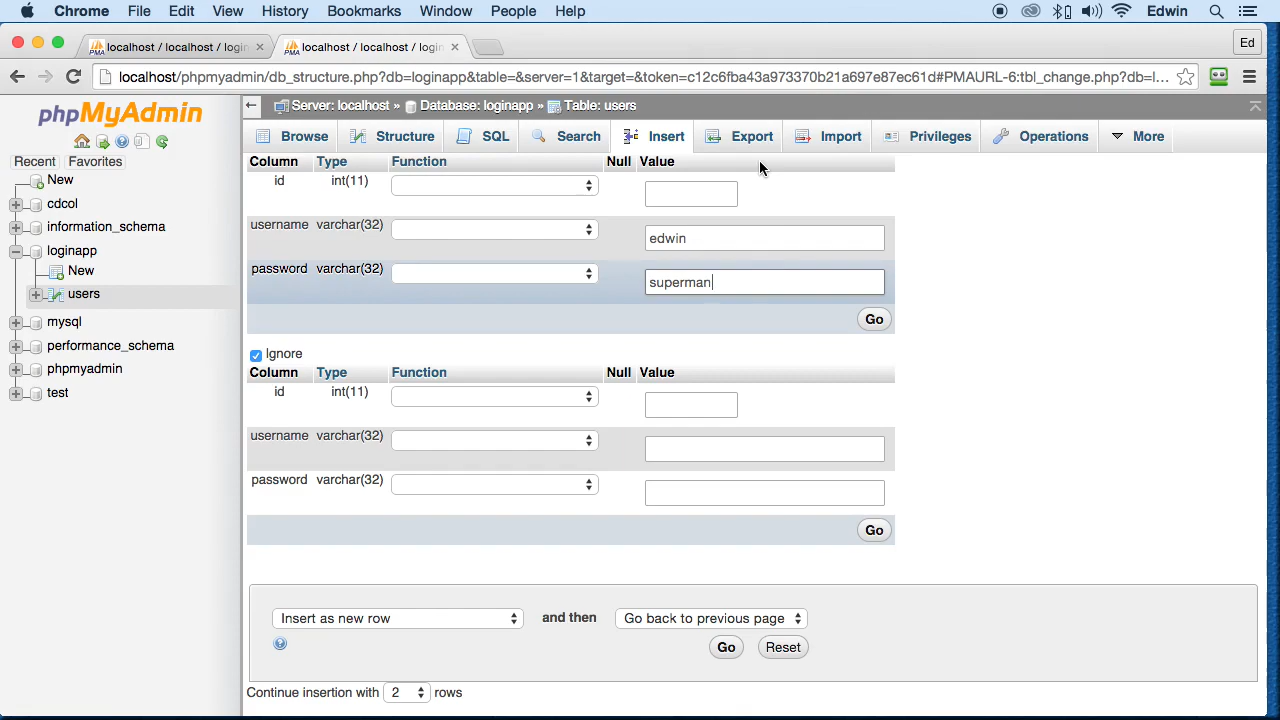 Chrome File Edit View History Bookmarks Window People Help Edwin
localhost / localhost / login
localhost / localhost / login
Ed
localhost/phpmyadmin/db_structure.php?db=loginapp&table=&server=1&target=&token=c12c6fba43a973370b21a697e87ec61d#PMAURL-6:tbl_change.php?db=l...
phpMyAdmin
Recent Favorites
New
cdcol
information_schema
loginapp
New
users
mysql
performance_schema
phpmyadmin
test
Server: localhost » Database: loginapp » Table: users
Browse Structure SQL Search Insert Export Import Privileges Operations More
Column Type Function Null Value
id int(11)
username varchar(32) edwin
password varchar(32) superman
Go
Ignore
Column Type Function Null Value
id int(11)
username varchar(32)
password varchar(32)
Go
Insert as new row and then Go back to previous page
Go Reset
Continue insertion with 2 rows